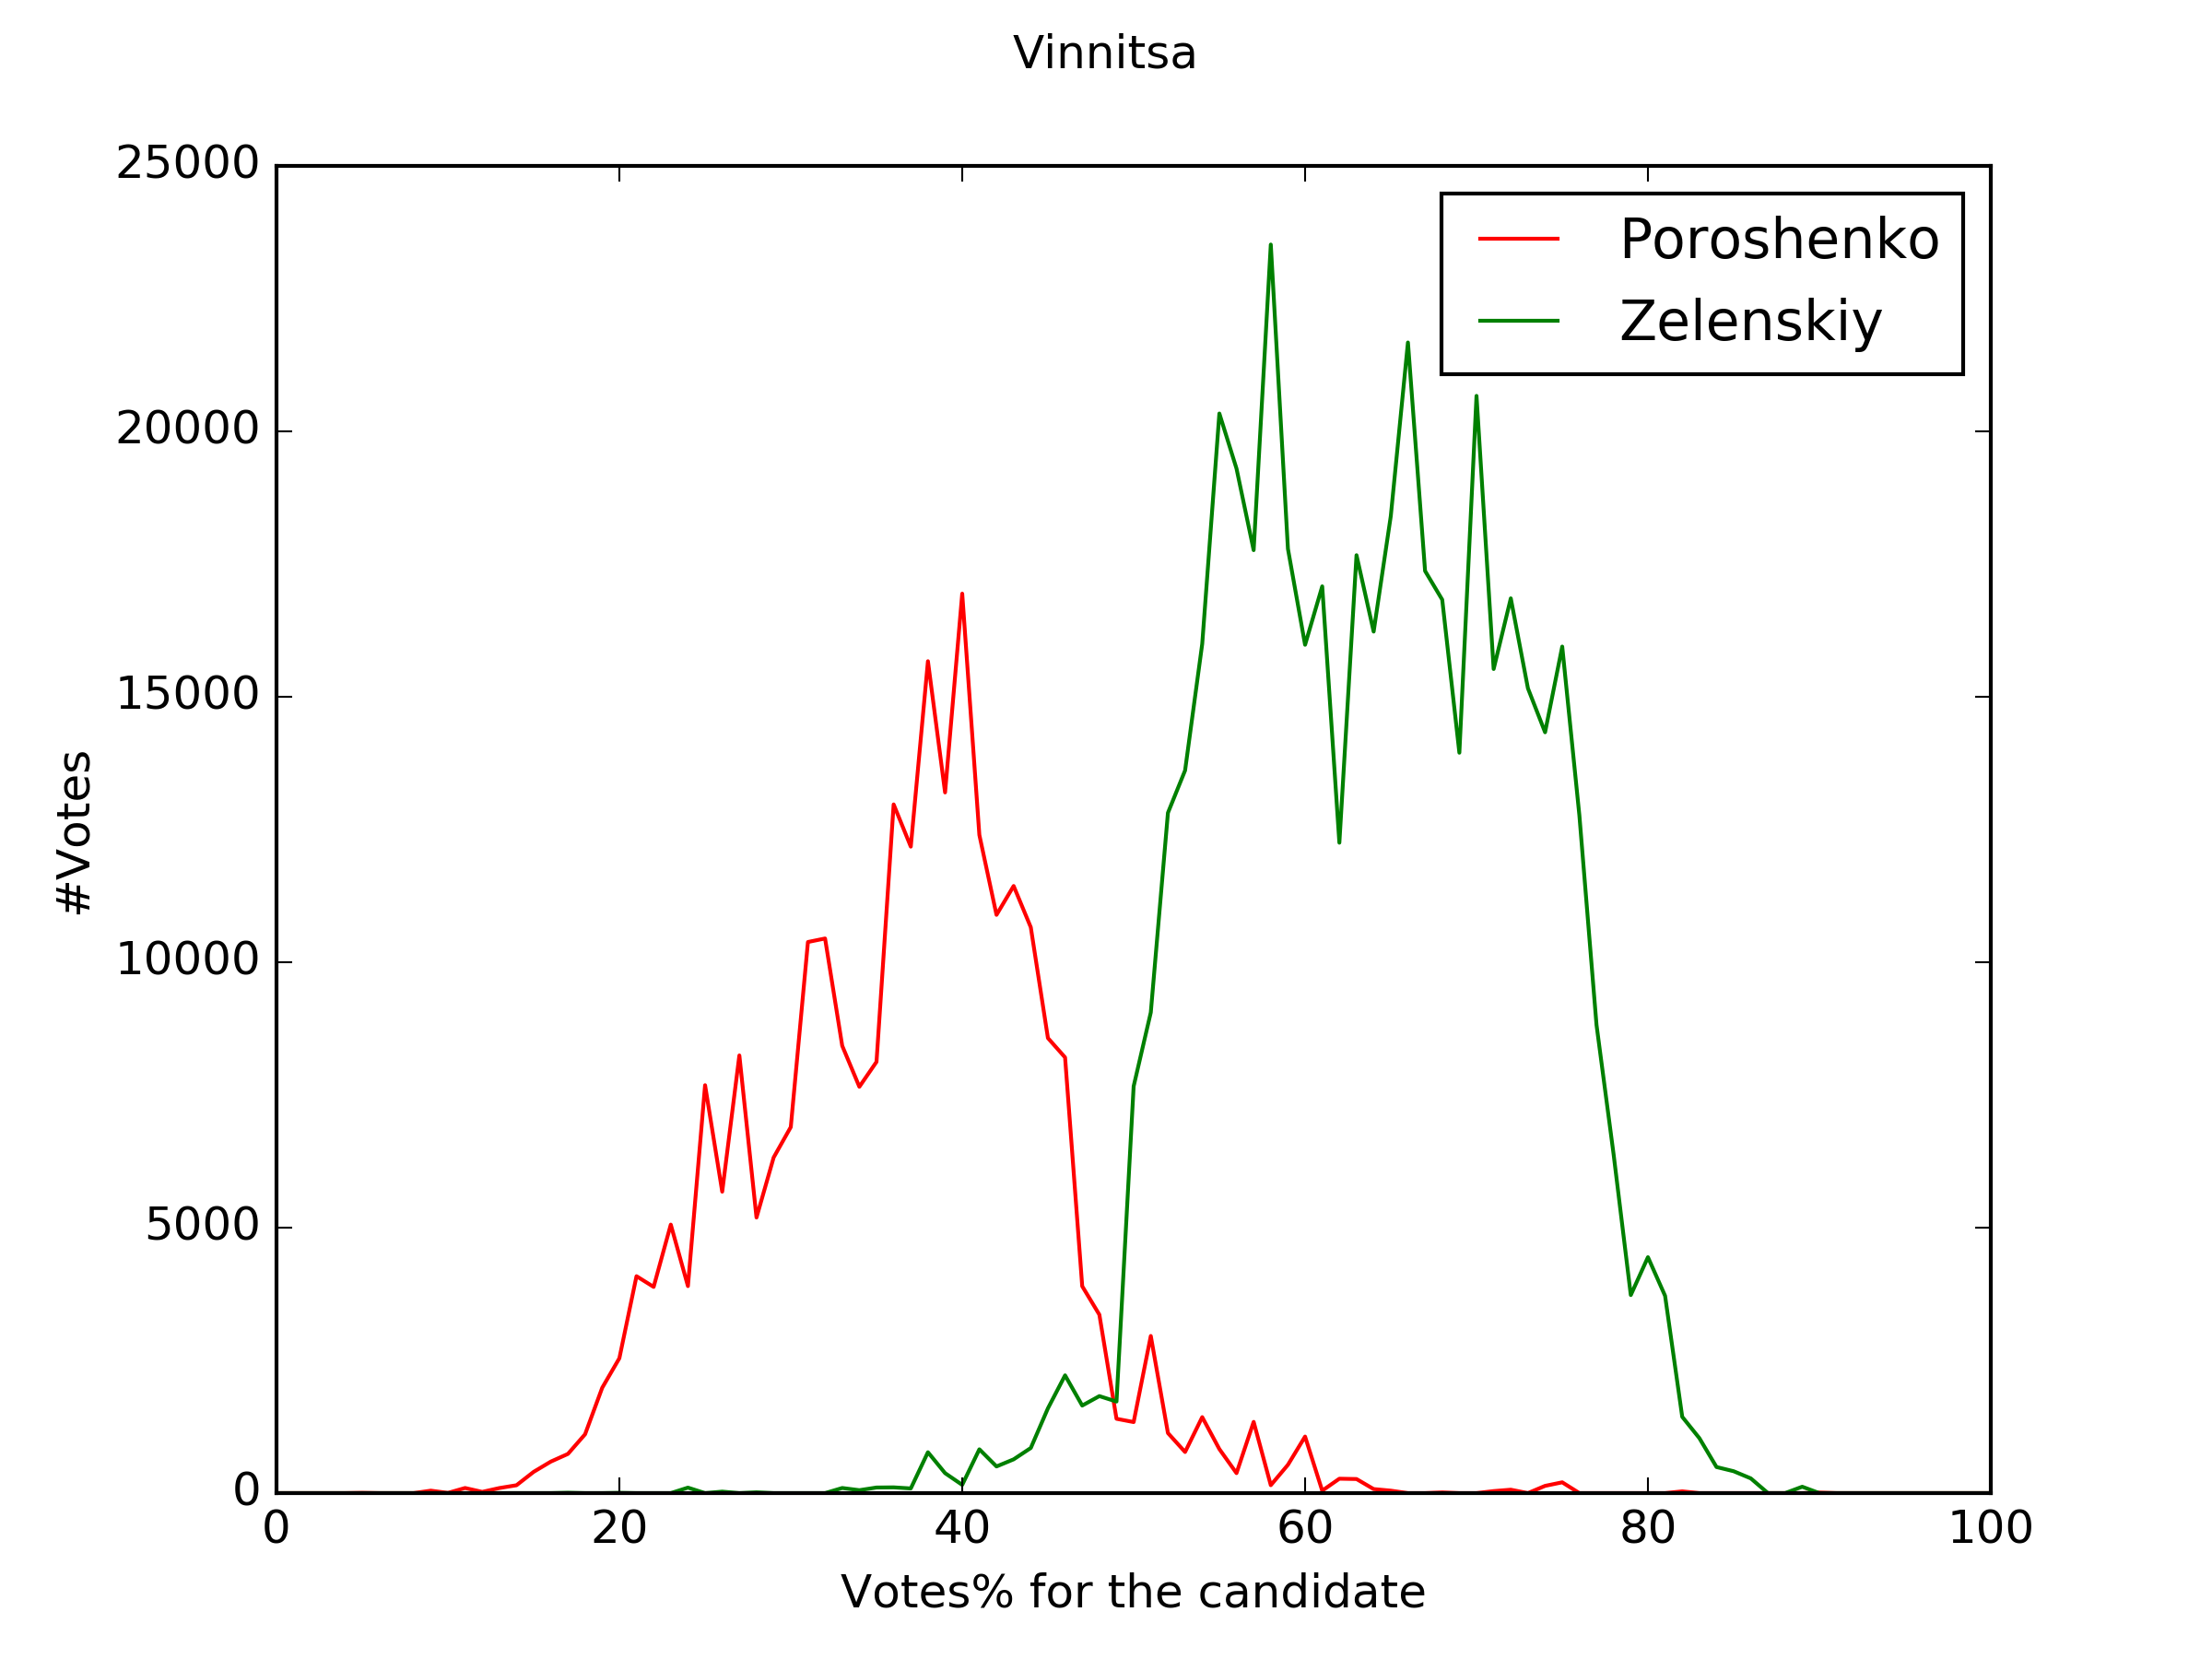 Vinnitsa
25000
20000
15000
10000
5000
0
#Votes
Poroshenko
Zelenskiy
0 20 40 60 80 100
Votes% for the candidate